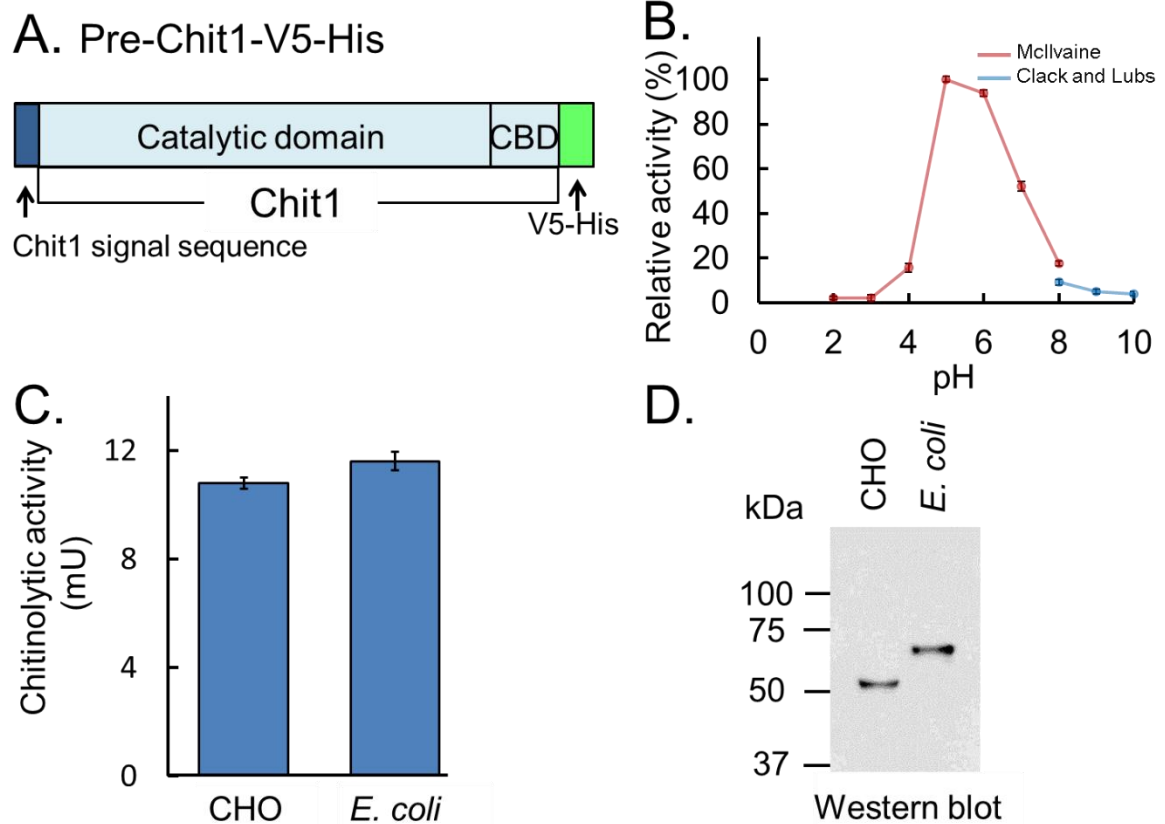 A. Pre-Chit1-V5-His
Catalytic domain
CBD
Chit1
V5-His
Chit1 signal sequence
B.
McIlvaine
Clack and Lubs
Relative activity (%)
100
80
60
40
20
0
0 2 4 6 8 10
pH
C.
Chitinolytic activity
(mU)
12
8
4
0
CHO E. coli
D.
CHO
E. coli
kDa
100
75
50
37
Western blot